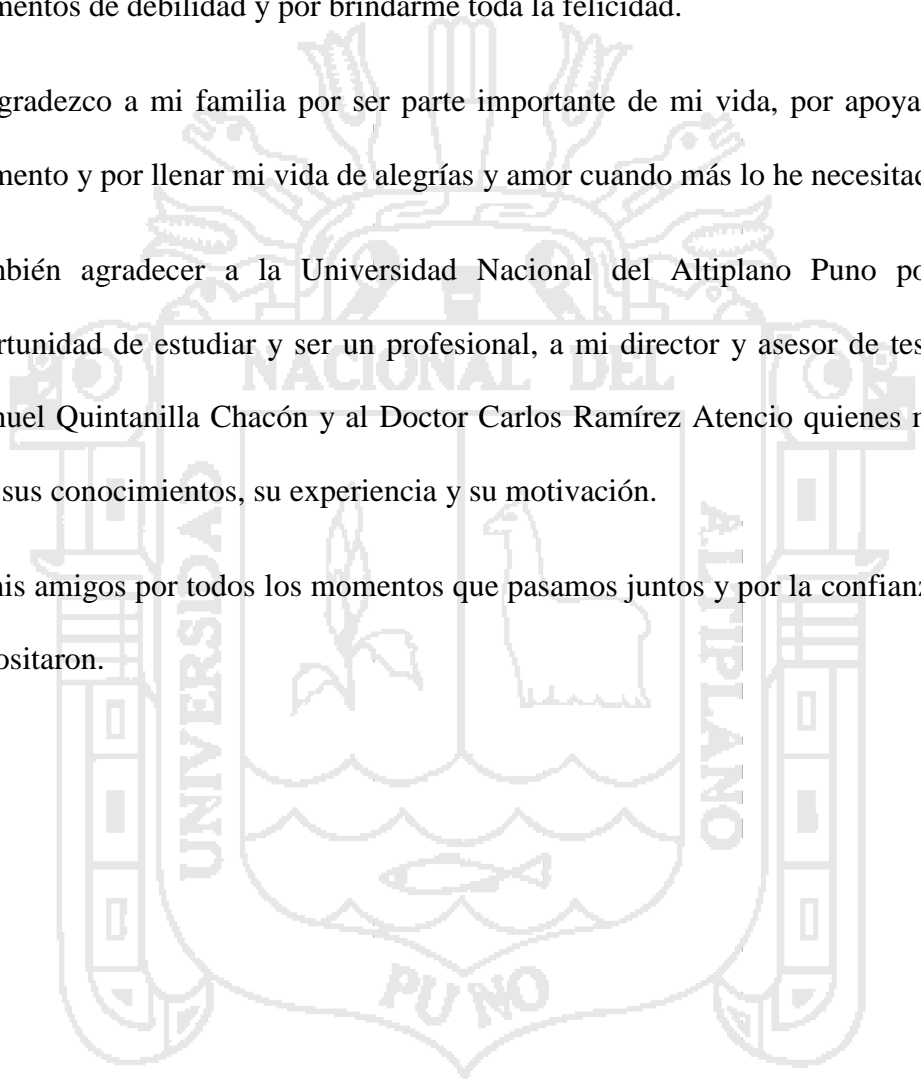 mentos de debilidad y por brindarme toda la felicidad.
gradezco a mi familia por ser parte importante de mi vida, por apoya
mento y por llenar mi vida de alegrías y amor cuando más lo he necesitad
mbién agradecer a la Universidad Nacional del Altiplano Puno po
rtunidad de estudiar y ser un profesional, a mi director y asesor de tes
nuel Quintanilla Chacón y al Doctor Carlos Ramírez Atencio quienes
sus conocimientos, su experiencia y su motivación.
nis amigos por todos los momentos que pasamos juntos y por la confianz
ositaron.
UNIVERSIDAD
NACIONAL DEL
ALTIPLANO
PUNO